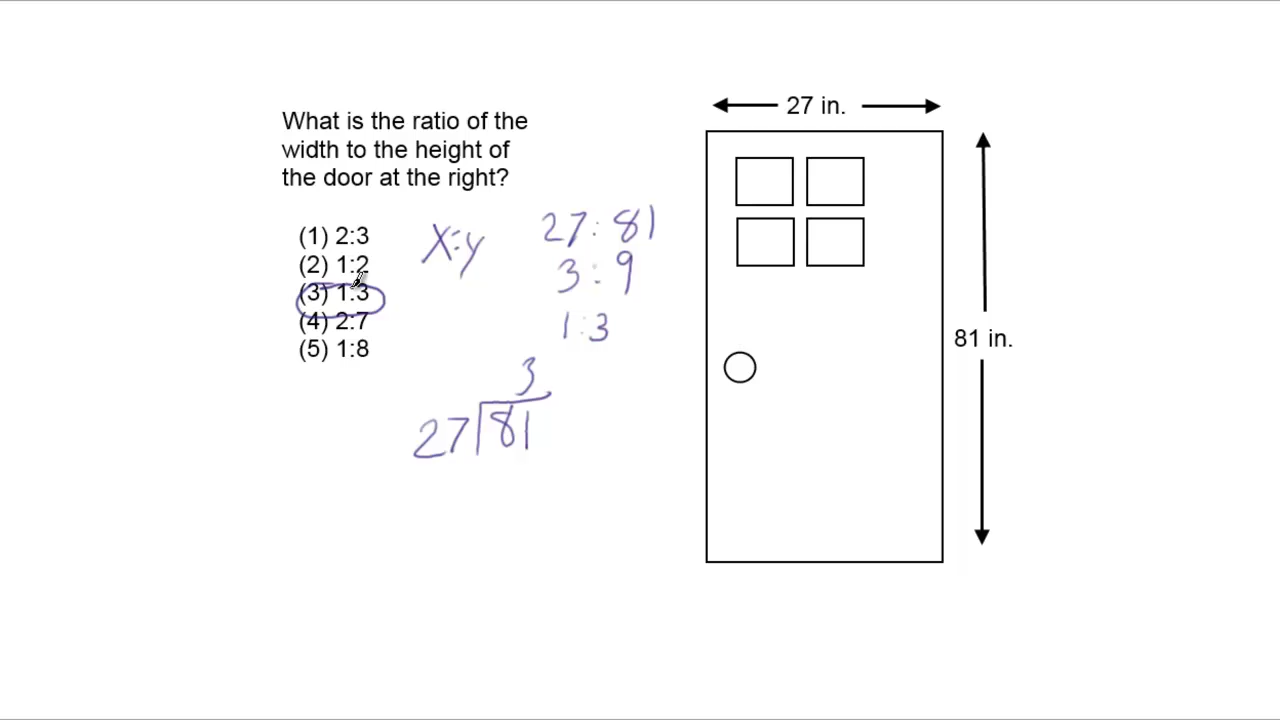 What is the ratio of the
width to the height of
the door at the right?
(1) 2:3
(2) 1:2
(3) 1:3
(4) 2:7
(5) 1:8
X:y
27:81
3:9
1:3
3
27 81
27 in.
81 in.